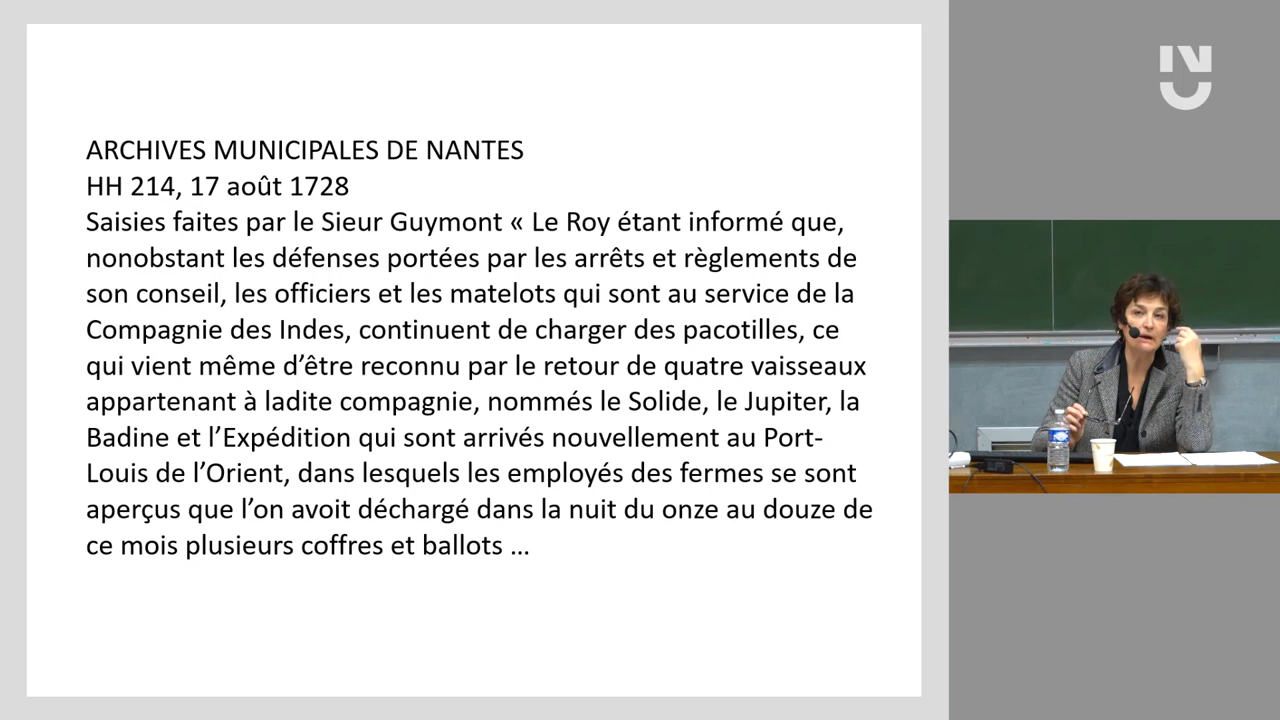 ARCHIVES MUNICIPALES DE NANTES
HH 214, 17 août 1728
Saisies faites par le Sieur Guymont « Le Roy étant informé que,
nonobstant les défenses portées par les arrêts et règlements de
son conseil, les officiers et les matelots qui sont au service de la
Compagnie des Indes, continuent de charger des pacotilles, ce
qui vient même d’être reconnu par le retour de quatre vaisseaux
appartenant à ladite compagnie, nommés le Solide, le Jupiter, la
Badine et l’Expédition qui sont arrivés nouvellement au Port-
Louis de l’Orient, dans lesquels les employés des fermes se sont
aperçus que l’on avoit déchargé dans la nuit du onze au douze de
ce mois plusieurs coffres et ballots …